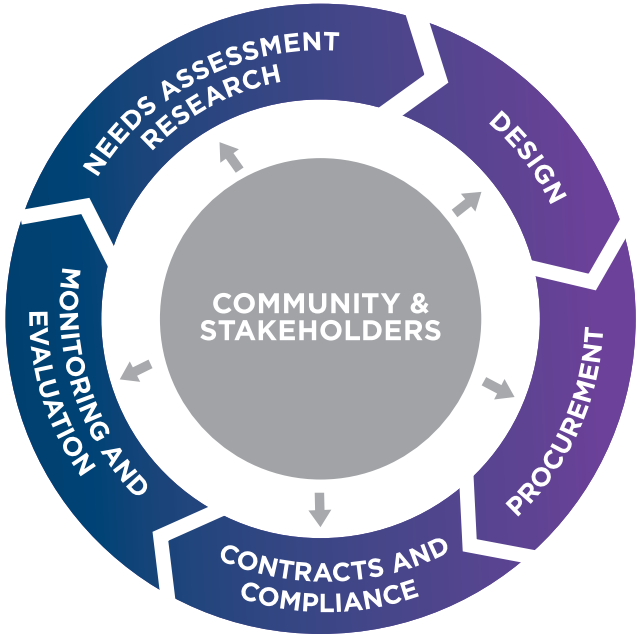 NEEDS ASSESSMENT
RESEARCH
DESIGN
PROCUREMENT
CONTRACTS AND
COMPLIANCE
MONITORING AND
EVALUATION
COMMUNITY &
STAKEHOLDERS